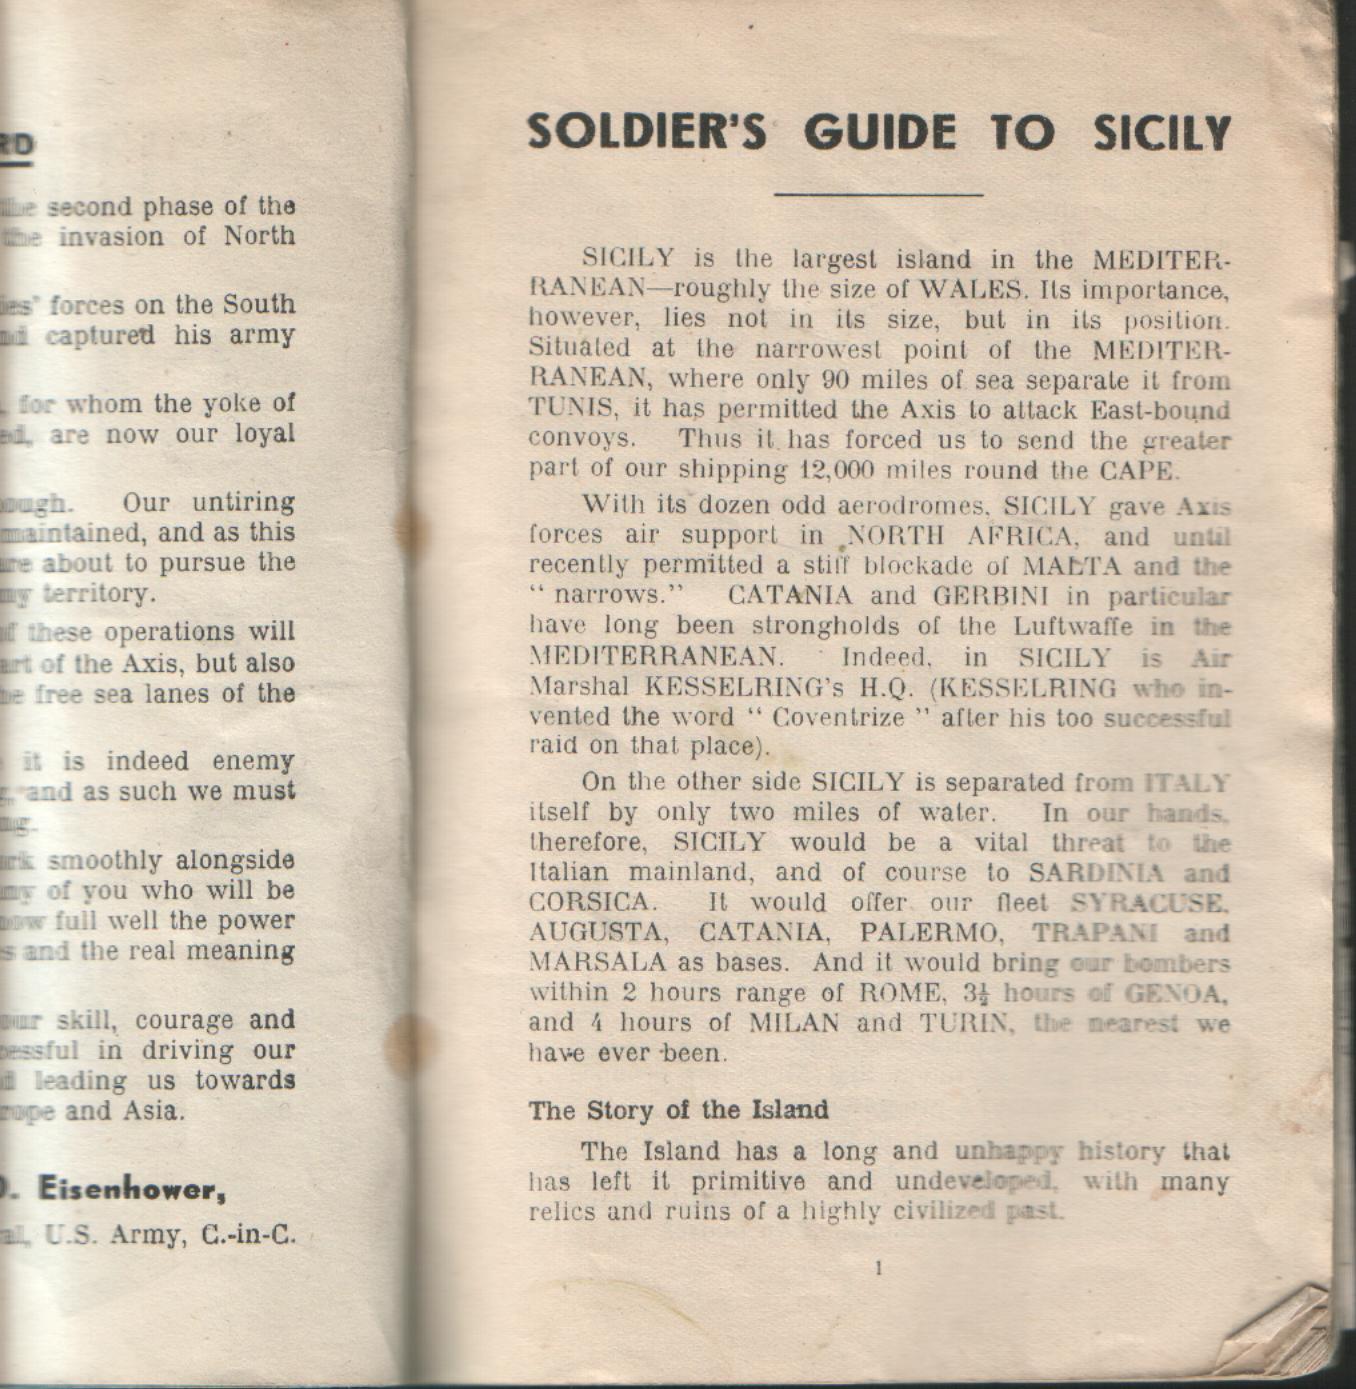 RD
the second phase of the
the invasion of North
ies' forces on the South
nd captured his army
for whom the yoke of
ed, are now our loyal
ough. Our untiring
maintained, and as this
are about to pursue the
my territory.
of these operations will
art of the Axis, but also
he free sea lanes of the
it is indeed enemy
and as such we must
ng.
ork smoothly alongside
ny of you who will be
now full well the power
s and the real meaning
our skill, courage and
cessful in driving our
d leading us towards
rope and Asia.
D. Eisenhower,
al, U.S. Army, C.-in-C.
SOLDIER'S GUIDE TO SICILY
SICILY is the largest island in the MEDITER-
RANEAN—roughly the size of WALES. Its importance,
however, lies not in its size, but in its position.
Situated at the narrowest point of the MEDITER-
RANEAN, where only 90 miles of sea separate it from
TUNIS, it has permitted the Axis to attack East-bound
convoys. Thus it has forced us to send the greater
part of our shipping 12,000 miles round the CAPE.
With its dozen odd aerodromes, SICILY gave Axis
forces air support in NORTH AFRICA, and until
recently permitted a stiff blockade of MALTA and the
“ narrows.” CATANIA and GERBINI in particular
have long been strongholds of the Luftwaffe in the
MEDITERRANEAN. Indeed, in SICILY is Air
Marshal KESSELRING's H.Q. (KESSELRING who in-
vented the word “ Coventrize ” after his too successful
raid on that place).
On the other side SICILY is separated from ITALY
itself by only two miles of water. In our hands,
therefore, SICILY would be a vital threat to the
Italian mainland, and of course to SARDINIA and
CORSICA. It would offer our fleet SYRACUSE,
AUGUSTA, CATANIA, PALERMO, TRAPANI and
MARSALA as bases. And it would bring our bombers
within 2 hours range of ROME, 3½ hours of GENOA,
and 4 hours of MILAN and TURIN, the nearest we
have ever been.
The Story of the Island
The Island has a long and unhappy history that
has left it primitive and undeveloped, with many
relics and ruins of a highly civilized past.
1